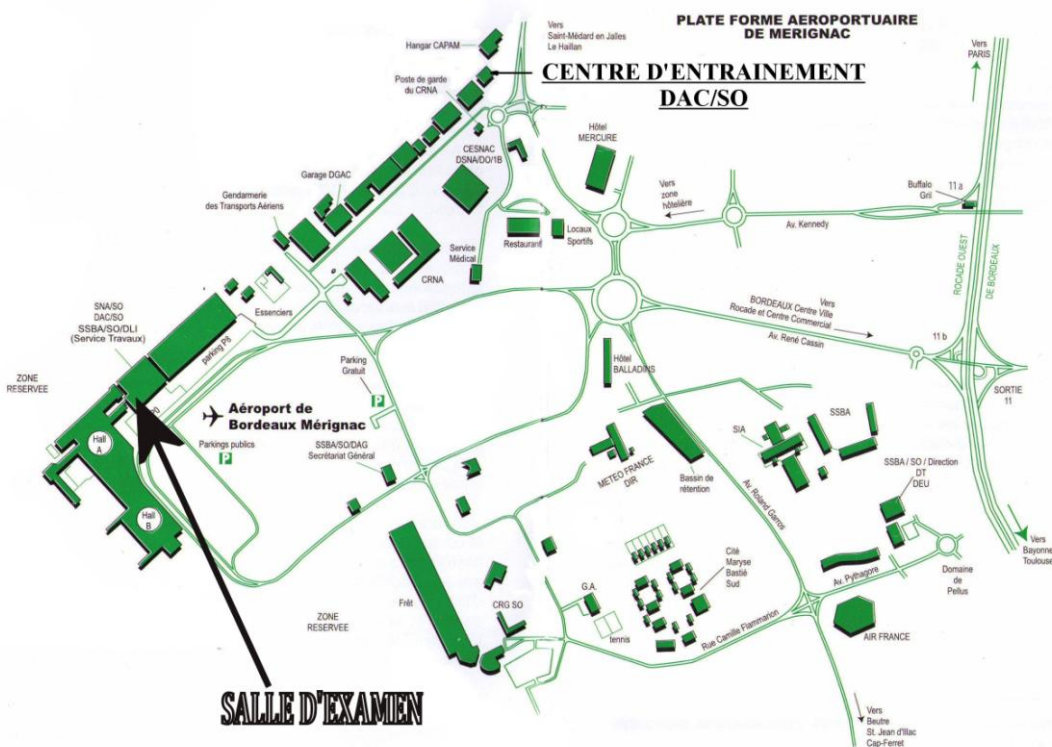 PLATE FORME AEROPORTUAIRE
DE MERIGNAC
Vers
Saint-Médard en Jalles
Le Haillan
Vers
PARIS
Hangar CAPAM
CENTRE D'ENTRAINEMENT
DAC/SO
Poste de garde
du CRNA
Hôtel
MERCURE
CESNAC
DSNA/DO/1B
Garage DGAC
Gendarmerie
des Transports Aériens
Vers
zone
hôtelière
Buffalo
Gril
11 a
Av. Kennedy
Restaurant
Locaux
Sportifs
Service
Médical
CRNA
ROCADE OUEST
DE BORDEAUX
SNA/SO
DAC/SO
SSBA/SO/DLI
(Service Travaux)
Essenciers
parking P8
Vers
BORDEAUX Centre Ville
Rocade et Centre Commercial
Av. René Cassin
11 b
Parking
Gratuit
P
Hôtel
BALLADINS
SORTIE
11
ZONE
RESERVEE
Aéroport de
Bordeaux Mérignac
Hall
A
Parkings publics
P
SSBA/SO/DAG
Secrétariat Général
METEO FRANCE
DIR
Bassin de
rétention
SIA
SSBA
SSBA / SO / Direction
DT
DEU
Av. Roland Garros
Hall
B
Vers
Bayonne
Toulouse
Cité
Maryse
Bastié
Sud
Av. Pythagore
Domaine
de
Pellus
ZONE
RESERVEE
Frêt
CRG SO
G.A.
tennis
Rue Camille Flammarion
AIR FRANCE
SALLE D'EXAMEN
Vers
Beutre
St. Jean d'Illac
Cap-Ferret